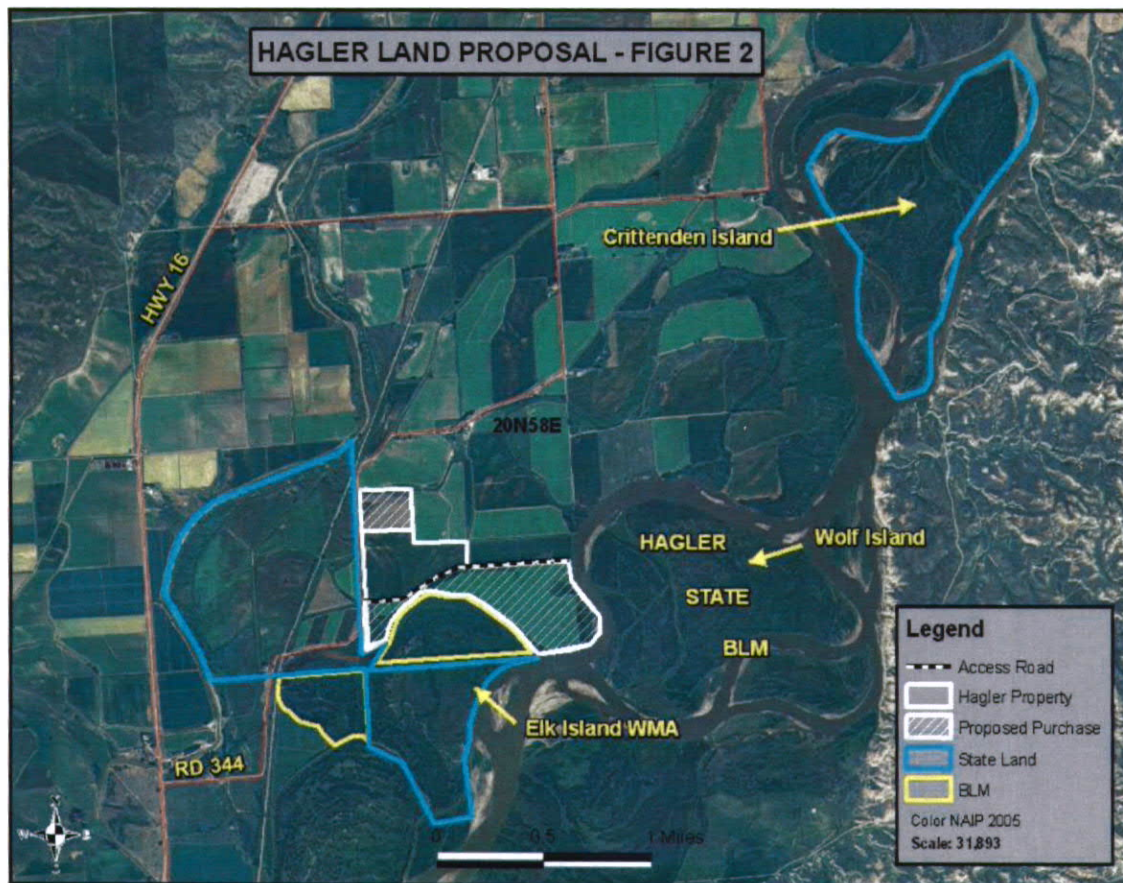 HAGLER LAND PROPOSAL - FIGURE 2
Crittenden Island
HWY 16
20N58E
HAGLER
Wolf Island
STATE
BLM
Elk Island WMA
RD 344
Legend
Access Road
Hagler Property
Proposed Purchase
State Land
BLM
Color NAIP 2005
Scale: 31,893
0 0.5 1 Miles